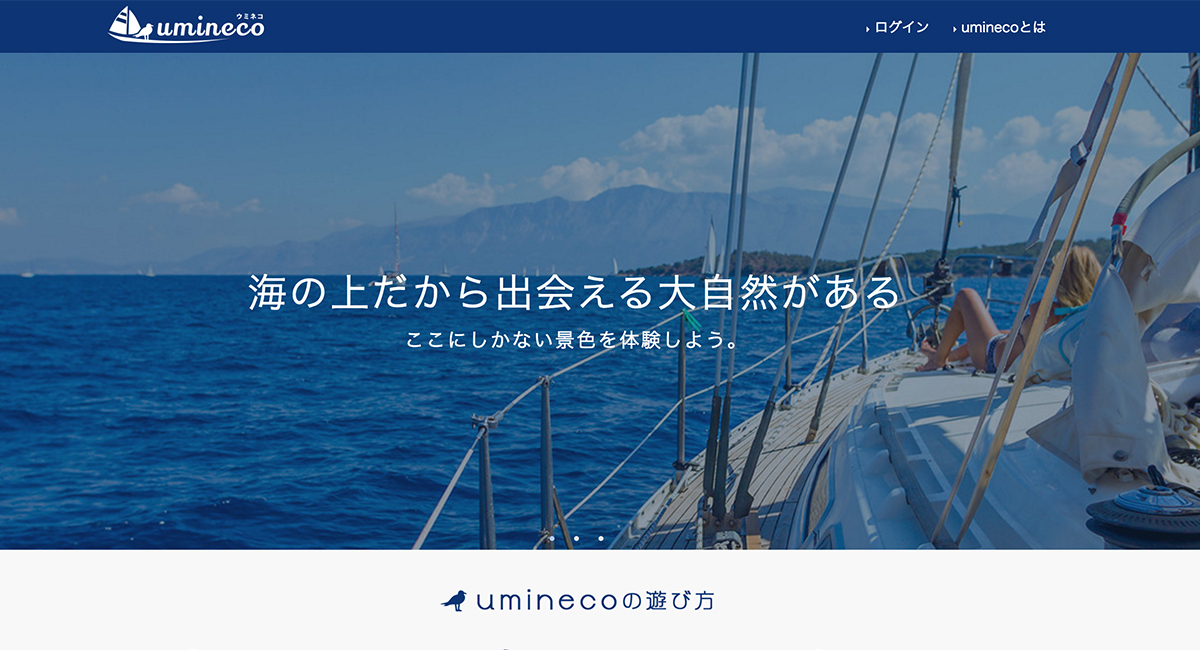 ウミネコ
umineco
ログイン
uminecoとは
海の上だから出会える大自然がある
ここにしかない景色を体験しよう。
uminecoの遊び方